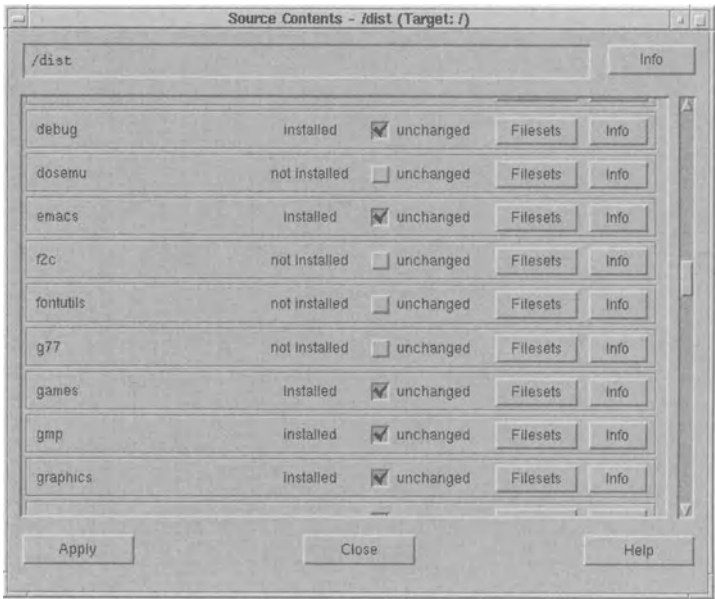 Source Contents - /dist (Target: /)
/dist Info
debug installed unchanged Filesets Info
dosemu not installed unchanged Filesets Info
emacs installed unchanged Filesets Info
f2c not installed unchanged Filesets Info
fontutils not installed unchanged Filesets Info
g77 not installed unchanged Filesets Info
games installed unchanged Filesets Info
gmp installed unchanged Filesets Info
graphics installed unchanged Filesets Info
Apply Close Help